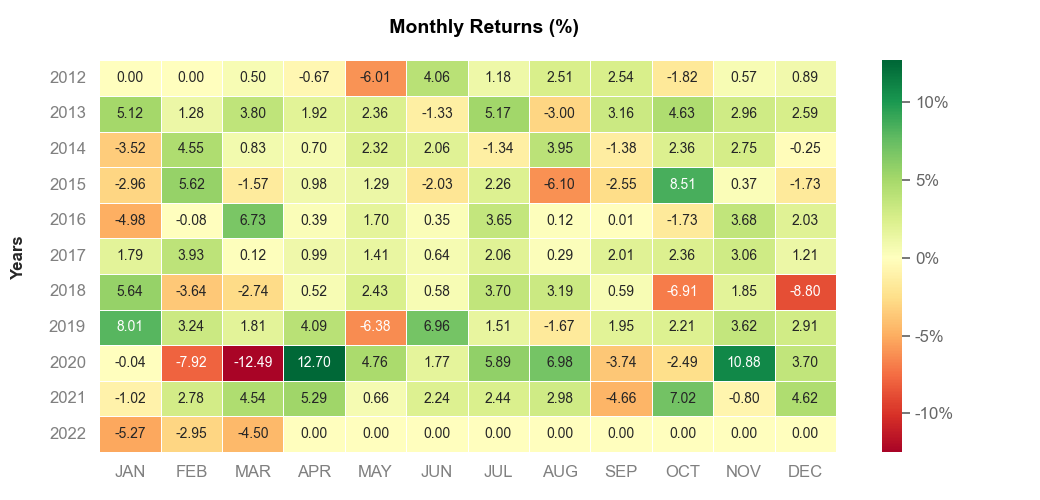 Monthly Returns (%)
Years
2012 0.00 0.00 0.50 -0.67 -6.01 4.06 1.18 2.51 2.54 -1.82 0.57 0.89
2013 5.12 1.28 3.80 1.92 2.36 -1.33 5.17 -3.00 3.16 4.63 2.96 2.59
2014 -3.52 4.55 0.83 0.70 2.32 2.06 -1.34 3.95 -1.38 2.36 2.75 -0.25
2015 -2.96 5.62 -1.57 0.98 1.29 -2.03 2.26 -6.10 -2.55 8.51 0.37 -1.73
2016 -4.98 -0.08 6.73 0.39 1.70 0.35 3.65 0.12 0.01 -1.73 3.68 2.03
2017 1.79 3.93 0.12 0.99 1.41 0.64 2.06 0.29 2.01 2.36 3.06 1.21
2018 5.64 -3.64 -2.74 0.52 2.43 0.58 3.70 3.19 0.59 -6.91 1.85 -8.80
2019 8.01 3.24 1.81 4.09 -6.38 6.96 1.51 -1.67 1.95 2.21 3.62 2.91
2020 -0.04 -7.92 -12.49 12.70 4.76 1.77 5.89 6.98 -3.74 -2.49 10.88 3.70
2021 -1.02 2.78 4.54 5.29 0.66 2.24 2.44 2.98 -4.66 7.02 -0.80 4.62
2022 -5.27 -2.95 -4.50 0.00 0.00 0.00 0.00 0.00 0.00 0.00 0.00 0.00
JAN FEB MAR APR MAY JUN JUL AUG SEP OCT NOV DEC
10%
5%
0%
-5%
-10%